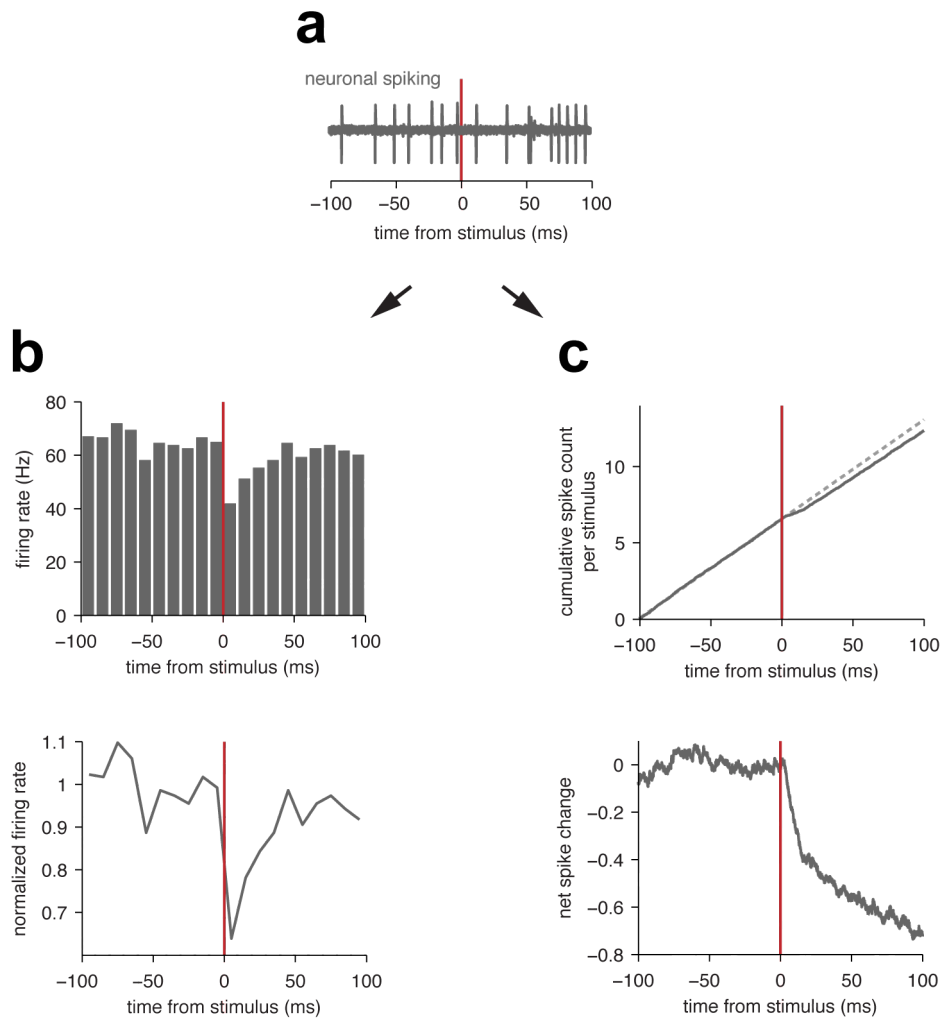 a
neuronal spiking
−100 −50 0 50 100
time from stimulus (ms)
b
80
60
40
20
0
firing rate (Hz)
−100 −50 0 50 100
time from stimulus (ms)
1.1
1
0.9
0.8
0.7
normalized firing rate
−100 −50 0 50 100
time from stimulus (ms)
c
10
5
0
cumulative spike count
per stimulus
−100 −50 0 50 100
time from stimulus (ms)
0
−0.2
−0.4
−0.6
−0.8
net spike change
−100 −50 0 50 100
time from stimulus (ms)